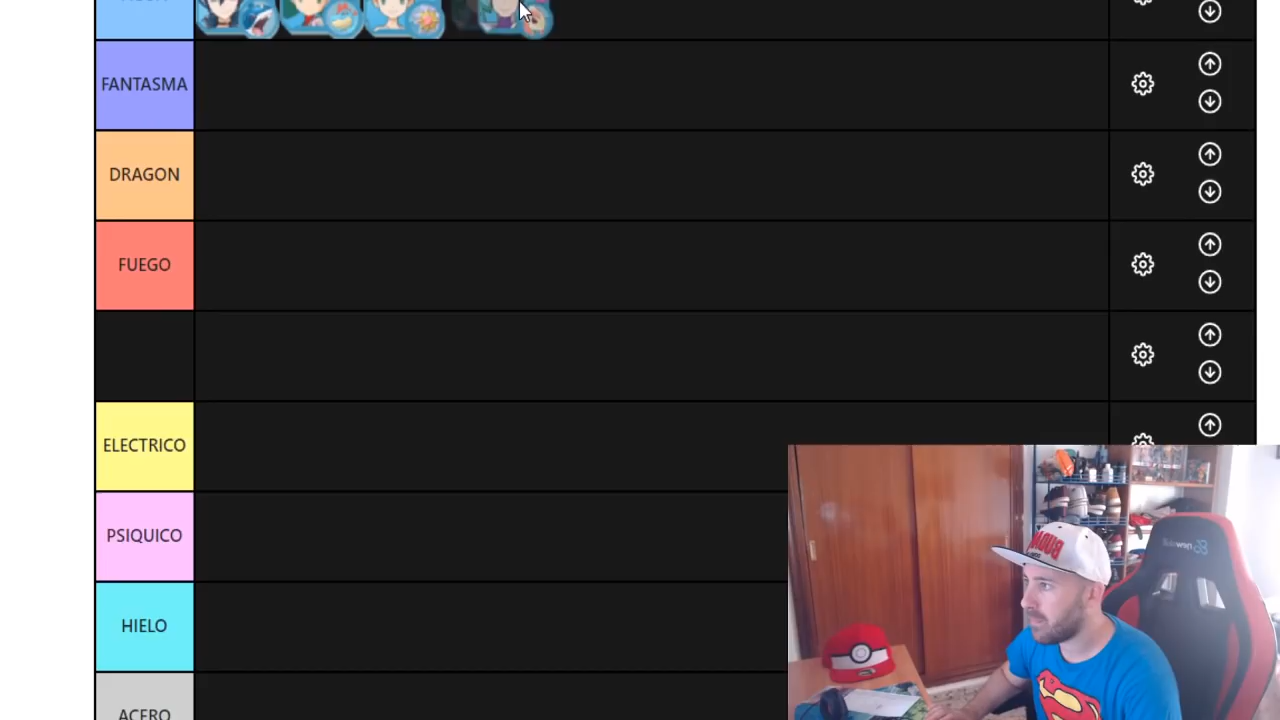 FANTASMA
DRAGON
FUEGO
ELECTRICO
PSIQUICO
HIELO
ACERO